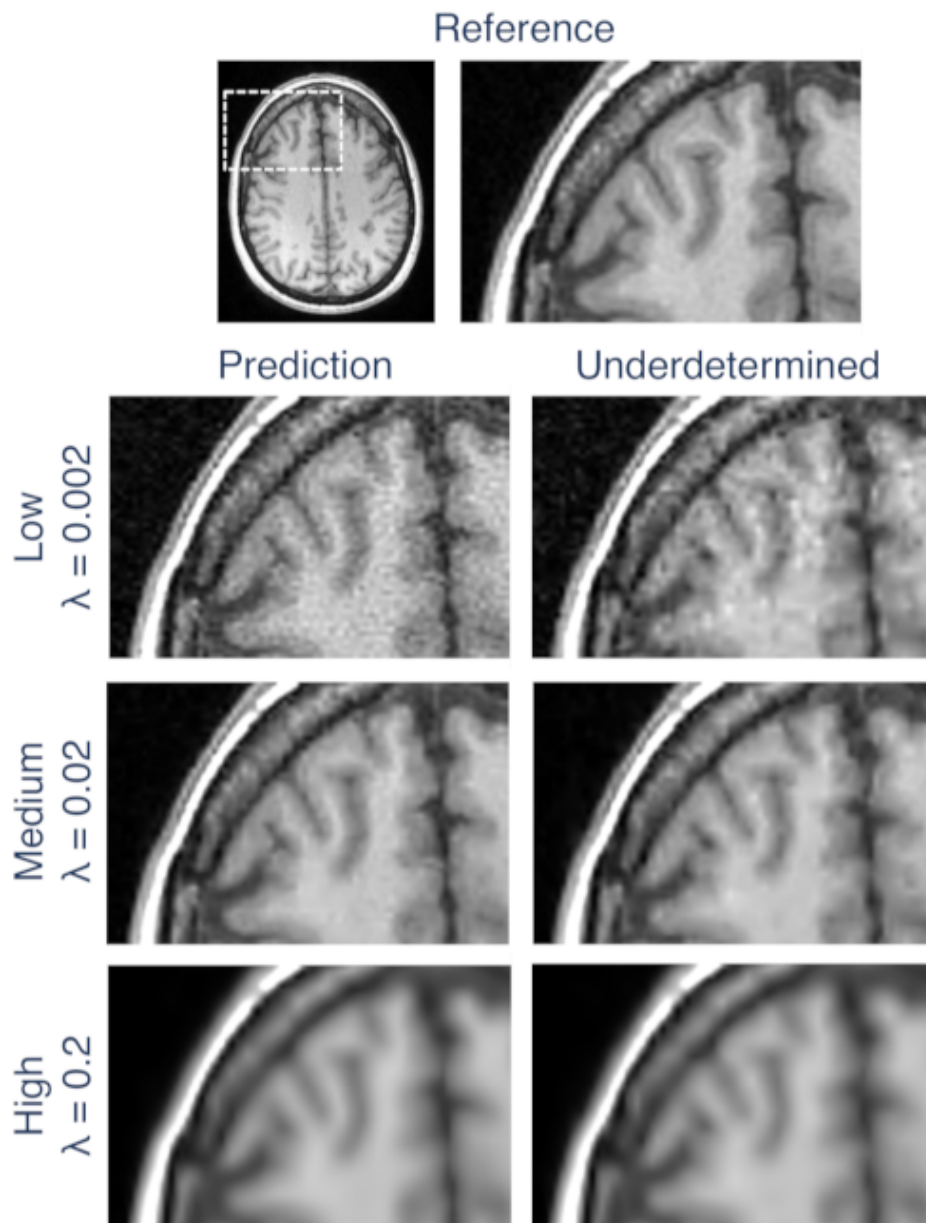 Reference
Prediction
Underdetermined
Low
λ = 0.002
Medium
λ = 0.02
High
λ = 0.2